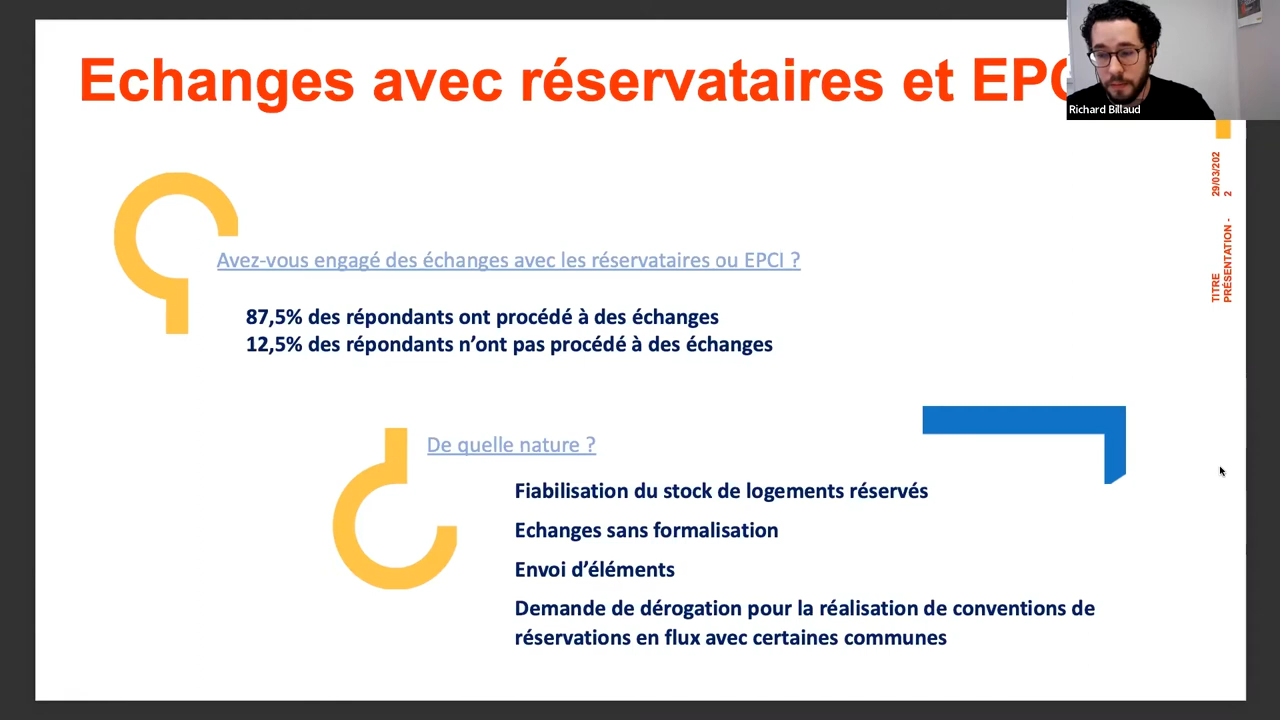 Echanges avec réservataires et EPC
Richard Billaud
29/03/202
2
TITRE
PRÉSENTATION -
Avez-vous engagé des échanges avec les réservataires ou EPCI ?
87,5% des répondants ont procédé à des échanges
12,5% des répondants n’ont pas procédé à des échanges
De quelle nature ?
Fiabilisation du stock de logements réservés
Echanges sans formalisation
Envoi d’éléments
Demande de dérogation pour la réalisation de conventions de
réservations en flux avec certaines communes